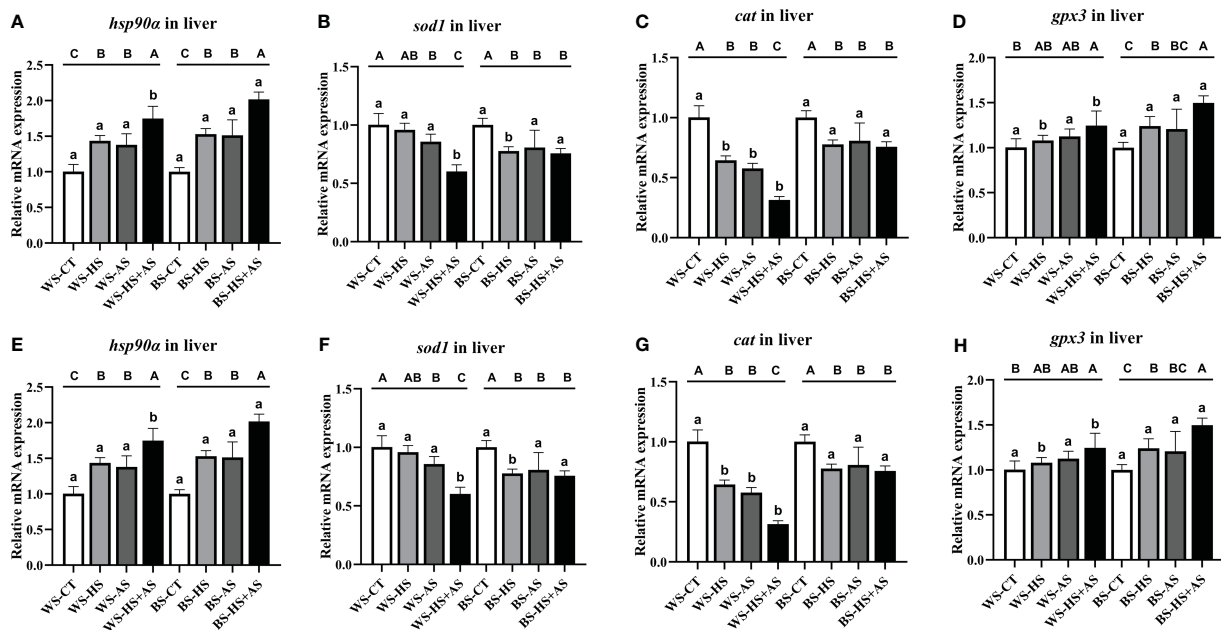 A
hsp90α in liver
C B B A C B B A
Relative mRNA expression
2.5
2.0
1.5
1.0
0.5
0.0
a a a b a a a a
WS-CT
WS-HS
WS-AS
WS-HS+AS
BS-CT
BS-HS
BS-AS
BS-HS+AS
B
sod1 in liver
A AB B C A B B B
Relative mRNA expression
1.5
1.0
0.5
0.0
a a a b a b a a
WS-CT
WS-HS
WS-AS
WS-HS+AS
BS-CT
BS-HS
BS-AS
BS-HS+AS
C
cat in liver
A B B C A B B B
Relative mRNA expression
1.5
1.0
0.5
0.0
a b b b a a a a
WS-CT
WS-HS
WS-AS
WS-HS+AS
BS-CT
BS-HS
BS-AS
BS-HS+AS
D
gpx3 in liver
B AB AB A C B BC A
Relative mRNA expression
2.0
1.5
1.0
0.5
0.0
a b a b a a a a
WS-CT
WS-HS
WS-AS
WS-HS+AS
BS-CT
BS-HS
BS-AS
BS-HS+AS
E
hsp90α in liver
C B B A C B B A
Relative mRNA expression
2.5
2.0
1.5
1.0
0.5
0.0
a a a b a a a a
WS-CT
WS-HS
WS-AS
WS-HS+AS
BS-CT
BS-HS
BS-AS
BS-HS+AS
F
sod1 in liver
A AB B C A B B B
Relative mRNA expression
1.5
1.0
0.5
0.0
a a a b a b a a
WS-CT
WS-HS
WS-AS
WS-HS+AS
BS-CT
BS-HS
BS-AS
BS-HS+AS
G
cat in liver
A B B C A B B B
Relative mRNA expression
1.5
1.0
0.5
0.0
a b b b a a a a
WS-CT
WS-HS
WS-AS
WS-HS+AS
BS-CT
BS-HS
BS-AS
BS-HS+AS
H
gpx3 in liver
B AB AB A C B BC A
Relative mRNA expression
2.0
1.5
1.0
0.5
0.0
a b a b a a a a
WS-CT
WS-HS
WS-AS
WS-HS+AS
BS-CT
BS-HS
BS-AS
BS-HS+AS